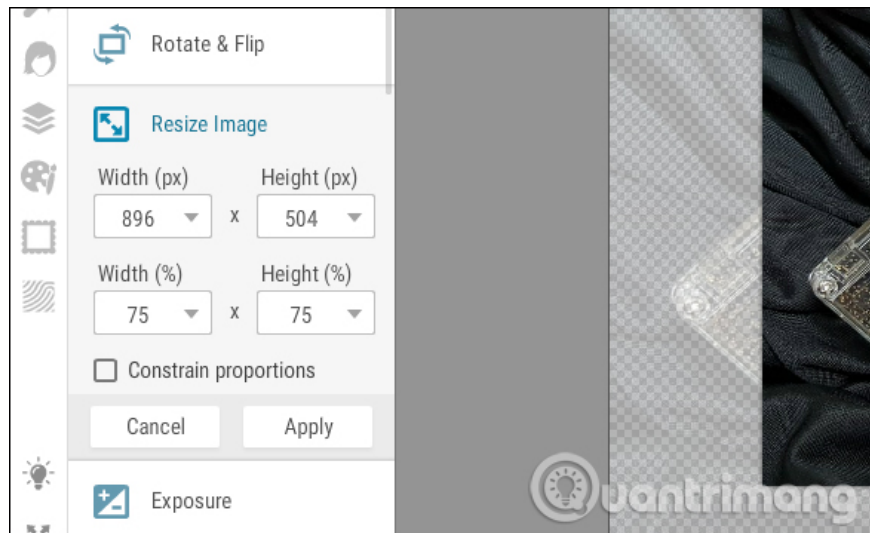 Rotate & Flip
Resize Image
Width (px) Height (px)
896 x 504
Width (%) Height (%)
75 x 75
Constrain proportions
Cancel Apply
Exposure
Quantrimang